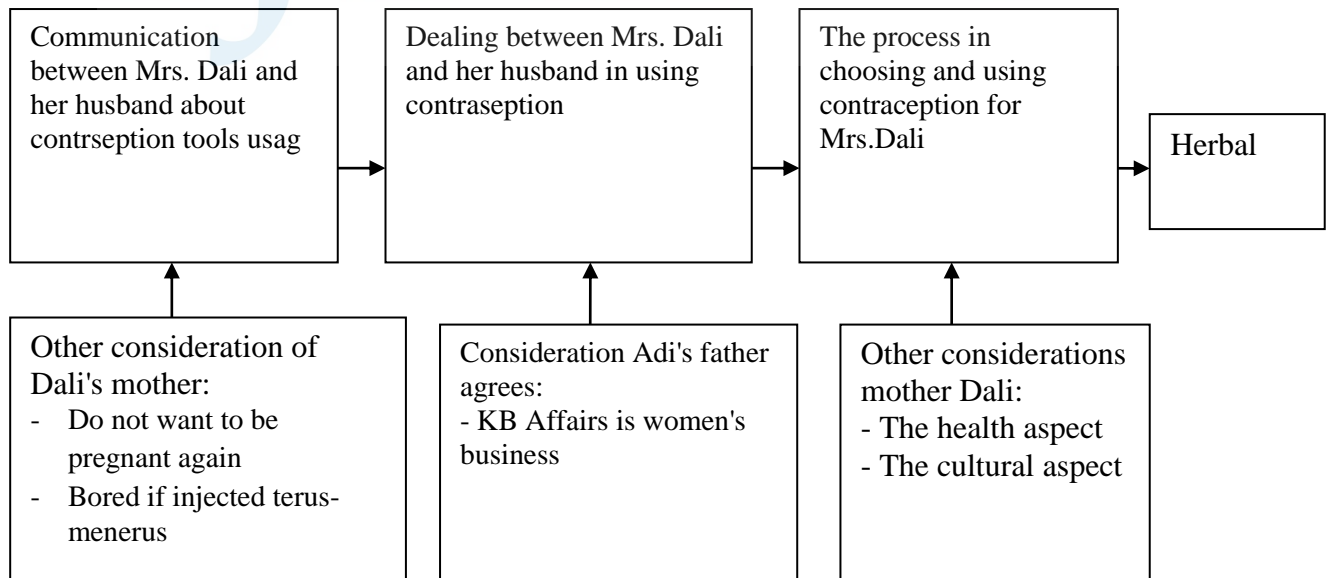 Communication
between Mrs. Dali and
her husband about
contrseption tools usag
Dealing between Mrs. Dali
and her husband in using
contraseption
The process in
choosing and using
contraception for
Mrs.Dali
Herbal
Other consideration of
Dali's mother:
- Do not want to be
pregnant again
- Bored if injected terus-
menerus
Consideration Adi's father
agrees:
- KB Affairs is women's
business
Other considerations
mother Dali:
- The health aspect
- The cultural aspect